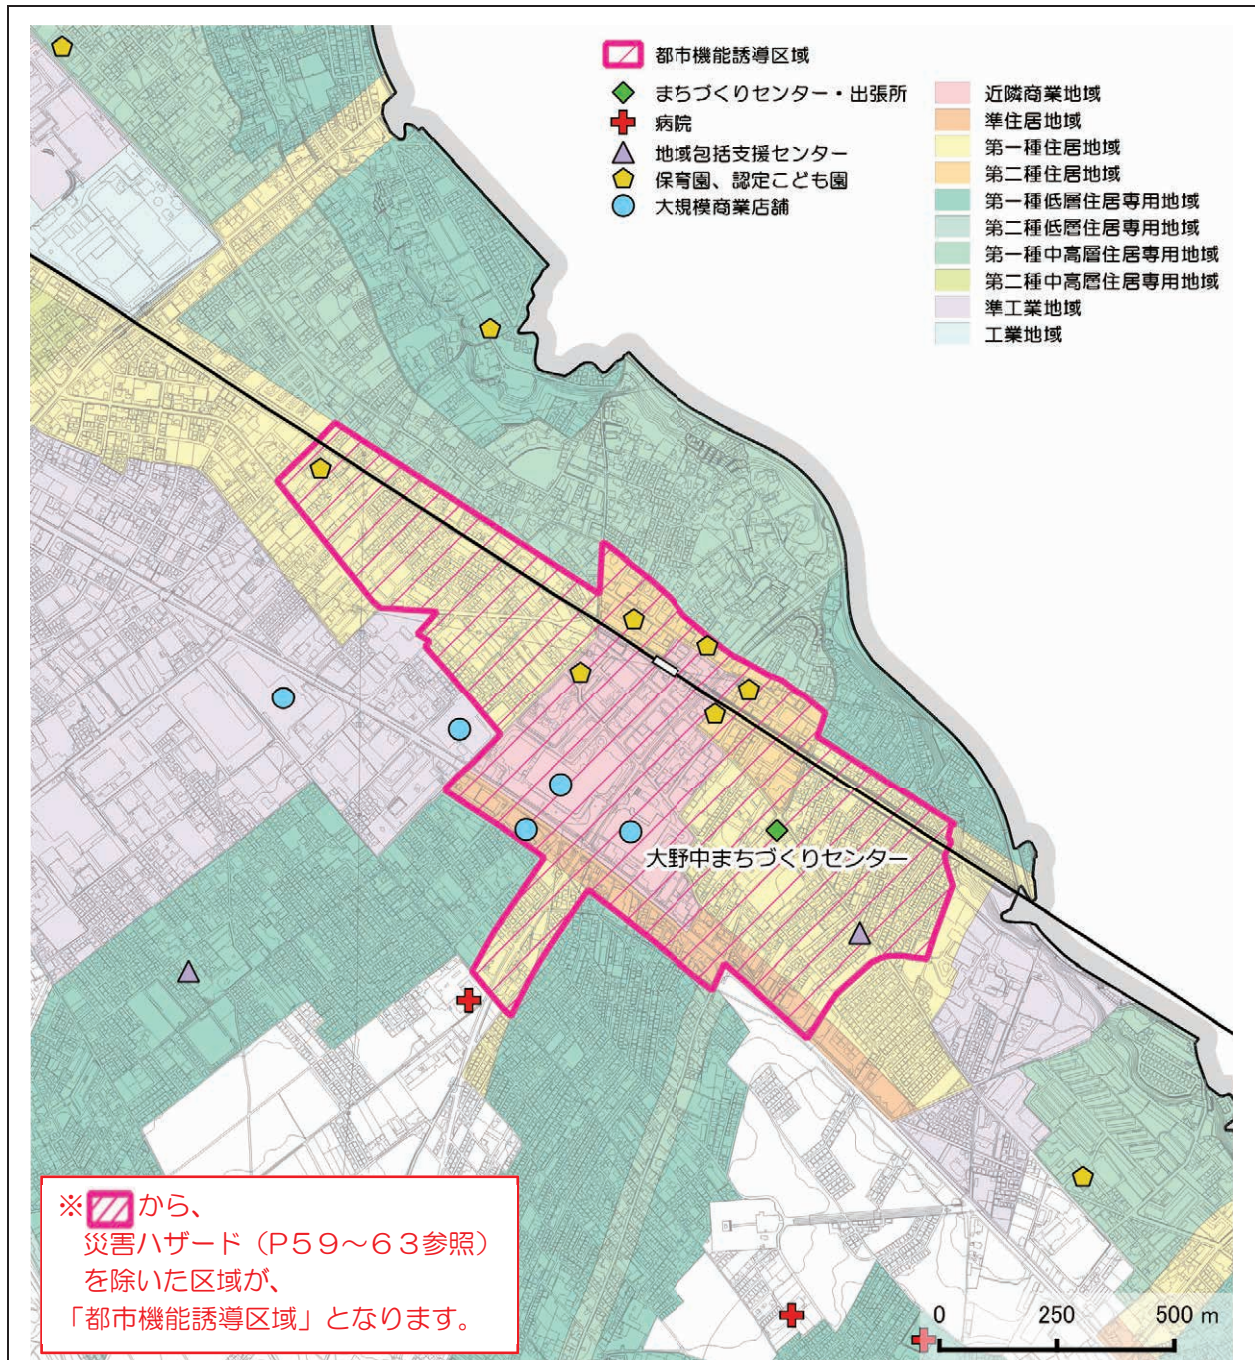 都市機能誘導区域
まちづくりセンター・出張所
病院
地域包括支援センター
保育園、認定こども園
大規模商業店舗
近隣商業地域
準住居地域
第一種住居地域
第二種住居地域
第一種低層住居専用地域
第二種低層住居専用地域
第一種中高層住居専用地域
第二種中高層住居専用地域
準工業地域
工業地域
大野中まちづくりセンター
※から、
災害ハザード（P59～63参照）
を除いた区域が、
「都市機能誘導区域」となります。
0 250 500 m